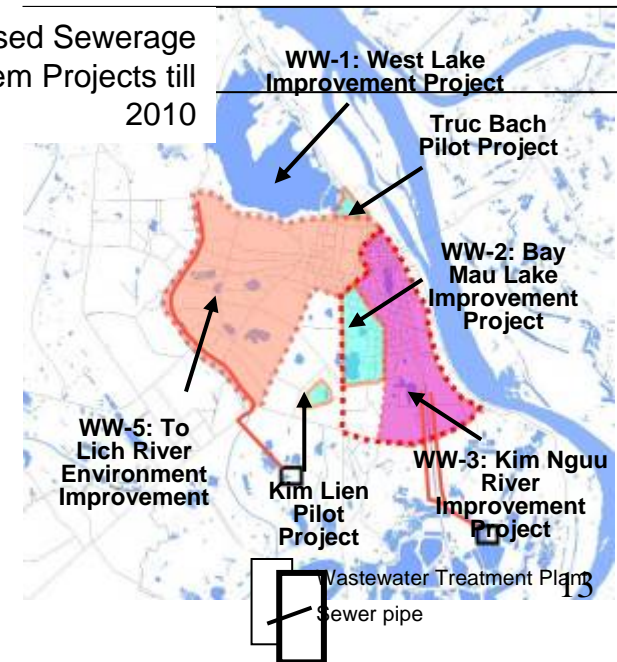 sed Sewerage
em Projects till
2010
WW-1: West Lake
Improvement Project
Truc Bach
Pilot Project
WW-2: Bay
Mau Lake
Improvement
Project
WW-5: To
Lich River
Environment
Improvement
Kim Lien
Pilot
Project
WW-3: Kim Nguu
River
Improvement
Project
Wastewater Treatment Plant
13
Sewer pipe